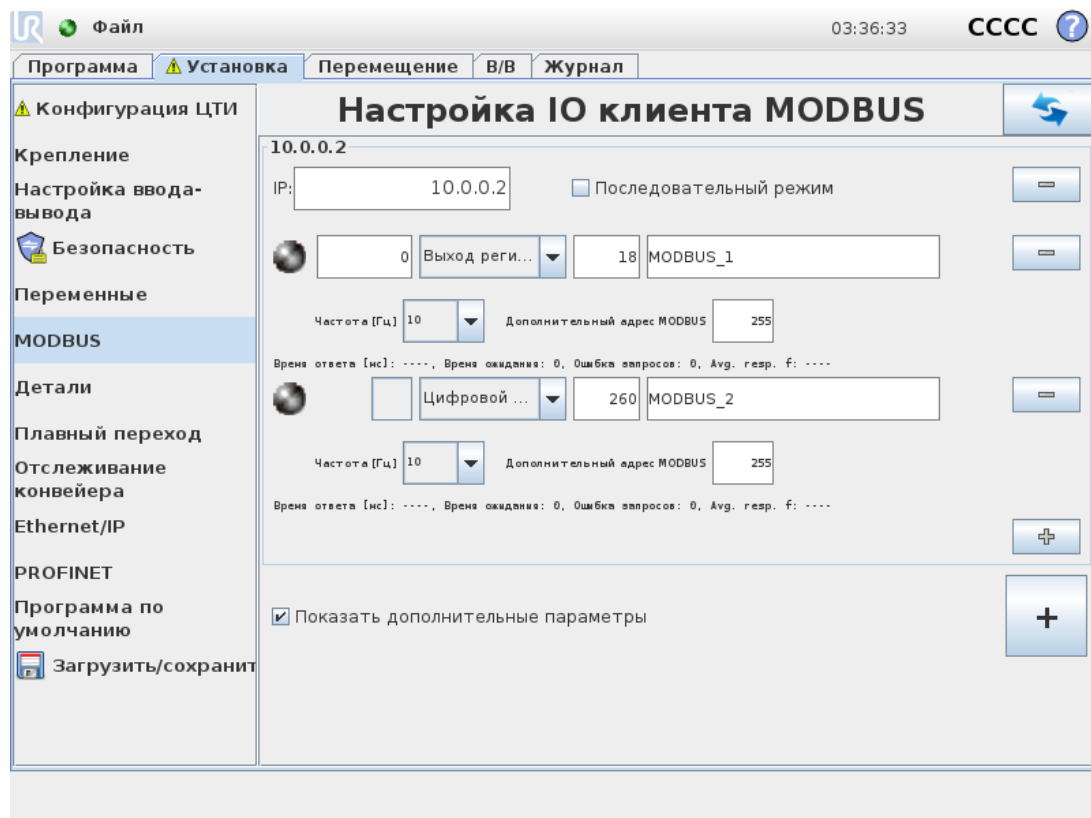 UR Файл 03:36:33 CCCC ?
Программа Установка Перемещение В/В Журнал
Конфигурация ЦТИ
Крепление
Настройка ввода-
вывода
Безопасность
Переменные
MODBUS
Детали
Плавный переход
Отслеживание
конвейера
Ethernet/IP
PROFINET
Программа по
умолчанию
Загрузить/сохранит
Настройка IO клиента MODBUS
10.0.0.2
IP: 10.0.0.2 Последовательный режим
0 Выход реги... 18 MODBUS_1
Частота [Гц] 10 Дополнительный адрес MODBUS 255
Время ответа [мс]: ----, Время ожидания: 0, Ошибка запросов: 0, Avg. resp. f: ----
Цифровой ... 260 MODBUS_2
Частота [Гц] 10 Дополнительный адрес MODBUS 255
Время ответа [мс]: ----, Время ожидания: 0, Ошибка запросов: 0, Avg. resp. f: ----
Показать дополнительные параметры